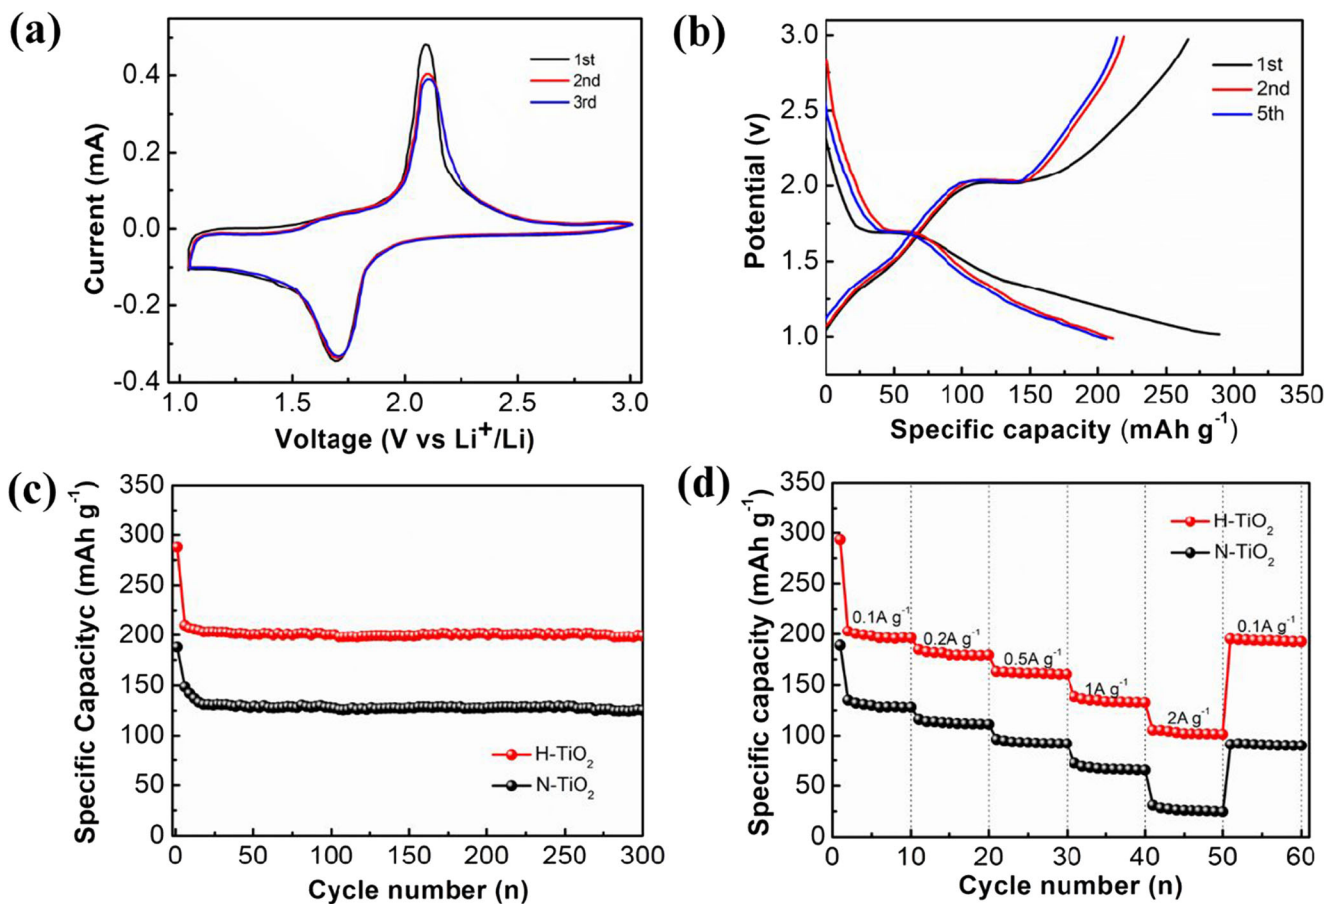 (a)
1st
2nd
3rd
0.4
0.2
0.0
-0.2
-0.4
Current (mA)
1.0 1.5 2.0 2.5 3.0
Voltage (V vs Li⁺/Li)
(b)
1st
2nd
5th
3.0
2.5
2.0
1.5
1.0
Potential (v)
0 50 100 150 200 250 300 350
Specific capacity (mAh g⁻¹)
(c)
350
300
250
200
150
100
50
0
Specific Capacityc (mAh g⁻¹)
H-TiO₂
N-TiO₂
0 50 100 150 200 250 300
Cycle number (n)
(d)
350
300
250
200
150
100
50
0
Specific capacity (mAh g⁻¹)
H-TiO₂
N-TiO₂
0.1A g⁻¹
0.2A g⁻¹
0.5A g⁻¹
1A g⁻¹
2A g⁻¹
0.1A g⁻¹
0 10 20 30 40 50 60
Cycle number (n)